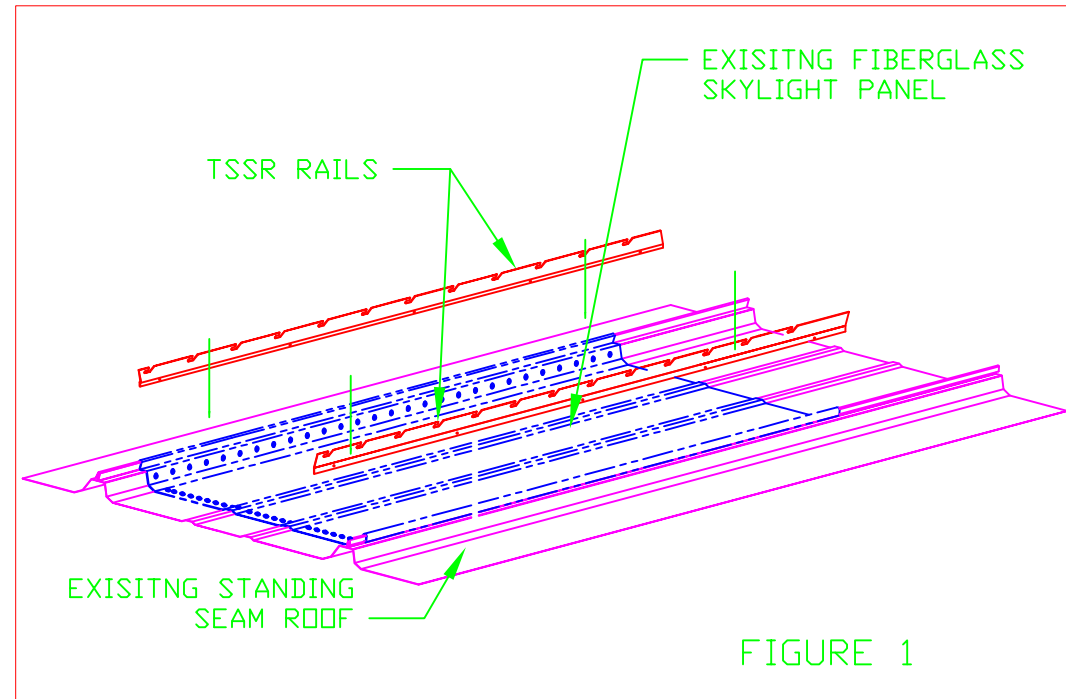 EXISITNG FIBERGLASS
SKYLIGHT PANEL
TSSR RAILS
EXISITNG STANDING
SEAM ROOF
FIGURE 1